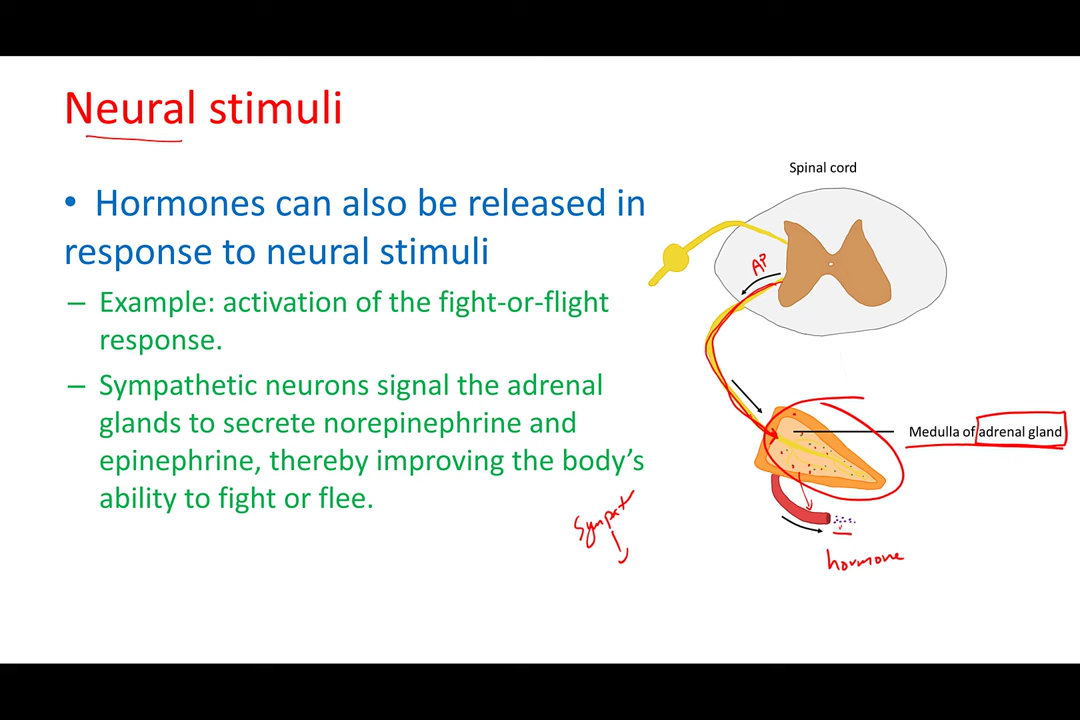 Neural stimuli
• Hormones can also be released in
response to neural stimuli
– Example: activation of the fight-or-flight
response.
– Sympathetic neurons signal the adrenal
glands to secrete norepinephrine and
epinephrine, thereby improving the body's
ability to fight or flee.
Spinal cord
AP
Medulla of adrenal gland
Sympat
hormone